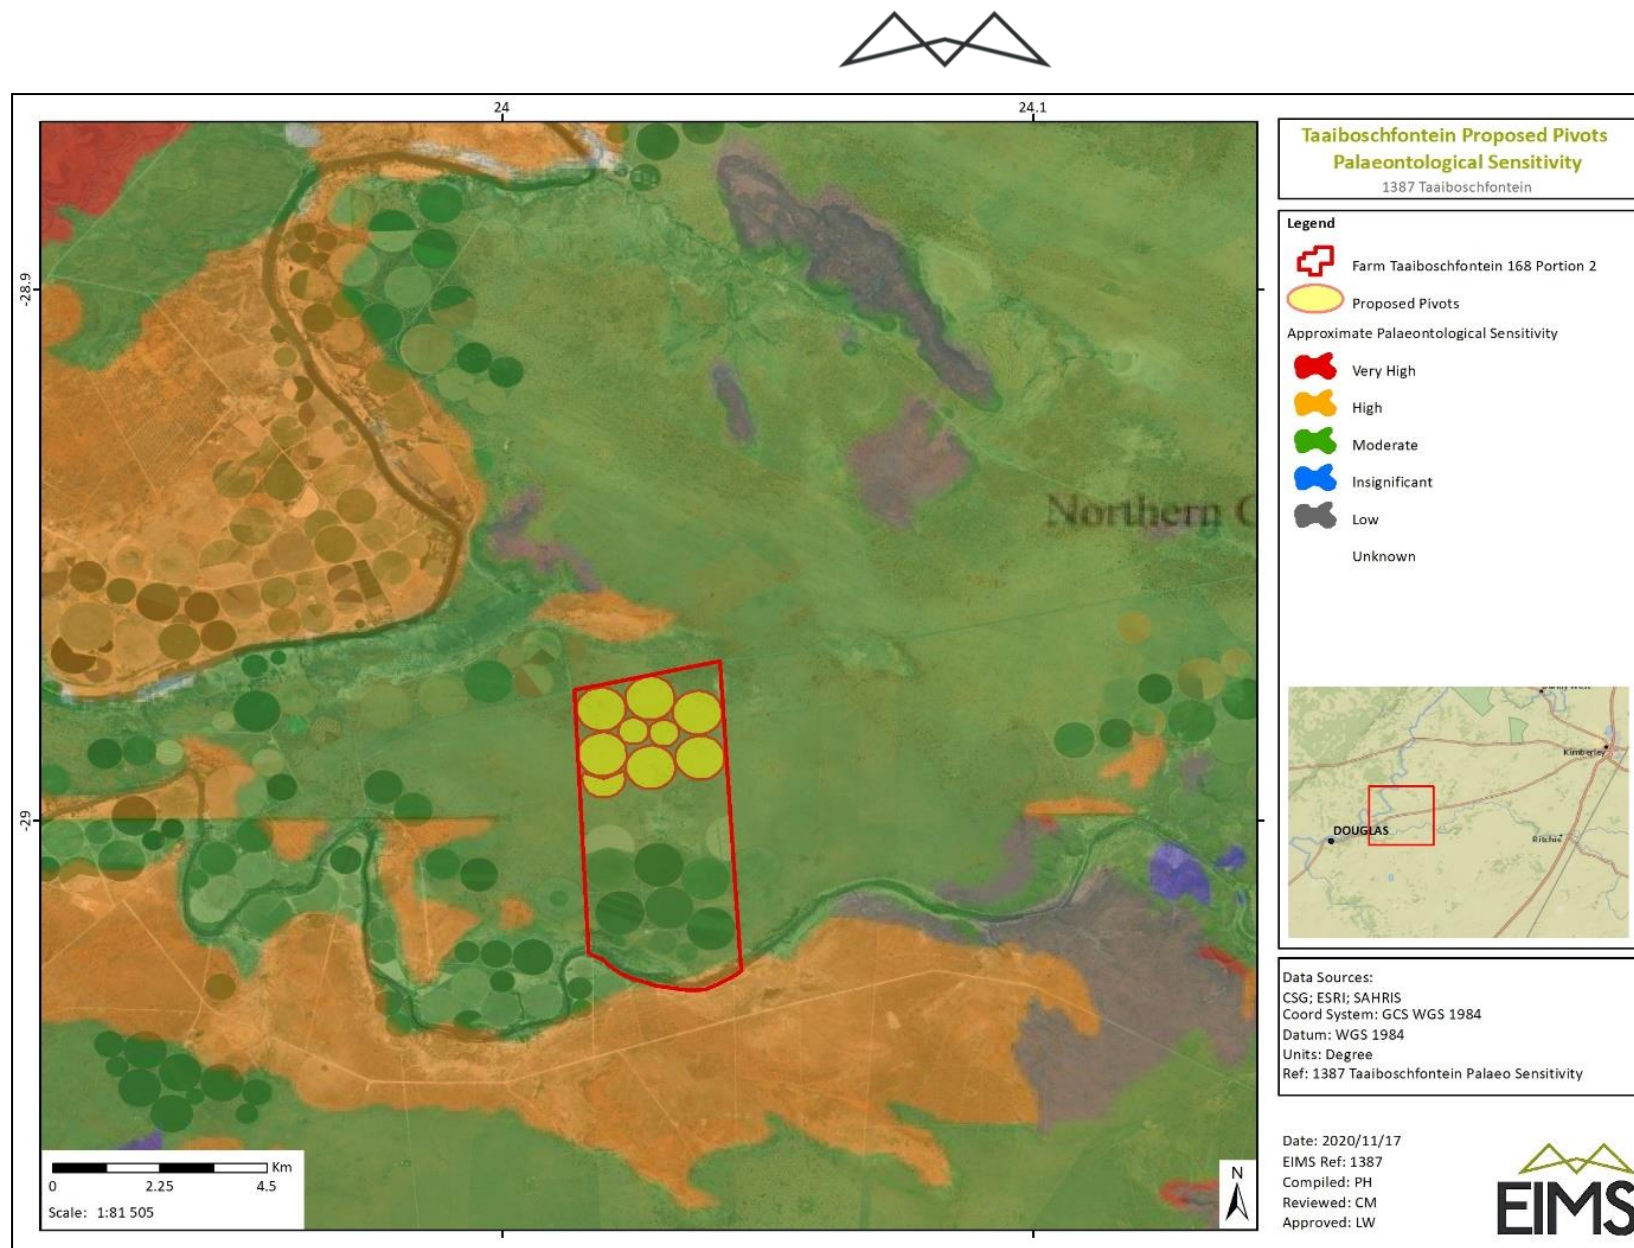 24
24.1
-28.9
-29
Northern C
Km
0
2.25
4.5
Scale: 1:81 505
N
Taaiboschfontein Proposed Pivots
Palaeontological Sensitivity
1387 Taaiboschfontein
Legend
Farm Taaiboschfontein 168 Portion 2
Proposed Pivots
Approximate Palaeontological Sensitivity
Very High
High
Moderate
Insignificant
Low
Unknown
Kimberley
DOUGLAS
Ritchie
Data Sources:
CSG; ESRI; SAHRIS
Coord System: GCS WGS 1984
Datum: WGS 1984
Units: Degree
Ref: 1387 Taaiboschfontein Palaeo Sensitivity
Date: 2020/11/17
EIMS Ref: 1387
Compiled: PH
Reviewed: CM
Approved: LW
EIMS